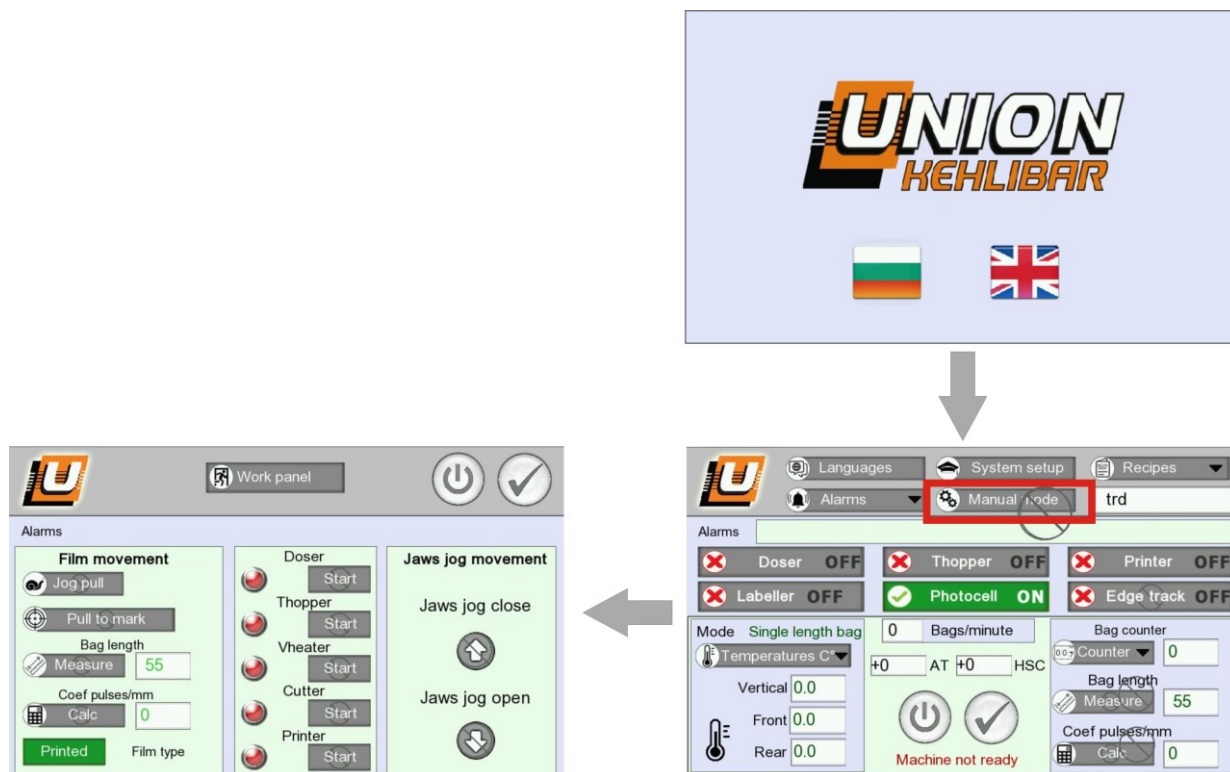 UNION
KEHLIBAR
Work panel
Alarms
Film movement
Jog pull
Pull to mark
Bag length
Measure 55
Coef pulses/mm
Calc 0
Printed Film type
Doser
Start
Thopper
Start
Vheater
Start
Cutter
Start
Printer
Start
Jaws jog movement
Jaws jog close
Jaws jog open
Languages System setup Recipes
Alarms Manual mode trd
Alarms
Doser OFF Thopper OFF Printer OFF
Labeller OFF Photocell ON Edge track OFF
Mode Single length bag
Temperatures C°
Vertical 0.0
Front 0.0
Rear 0.0
0 Bags/minute
+0 AT +0 HSC
Machine not ready
Bag counter
Counter 0
Bag length
Measure 55
Coef pulses/mm
Calc 0